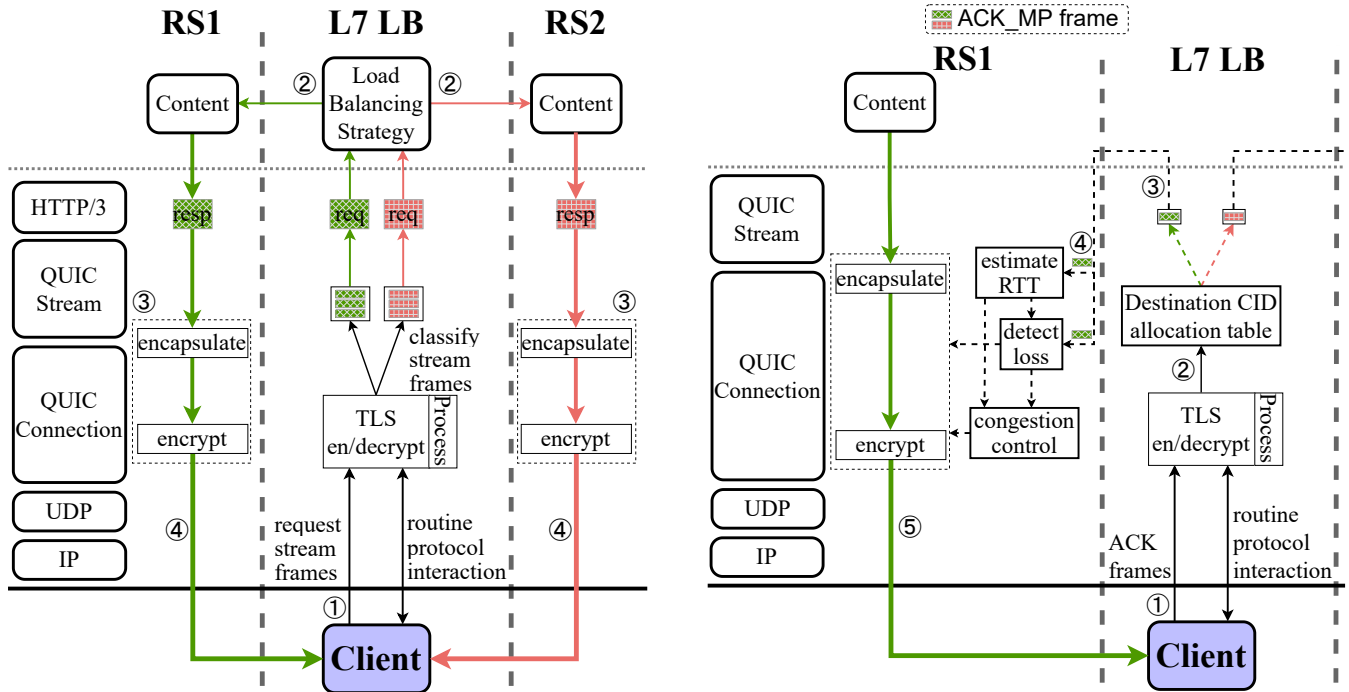 RS1
L7 LB
RS2
②
②
Content
Load
Balancing
Strategy
Content
HTTP/3
resp
req
req
resp
QUIC
Stream
③
③
encapsulate
classify
stream
frames
encapsulate
QUIC
Connection
TLS
en/decrypt
Process
encrypt
encrypt
UDP
④
request
stream
frames
routine
protocol
interaction
④
IP
①
Client
ACK_MP frame
RS1
L7 LB
Content
QUIC
Stream
③
④
encapsulate
estimate
RTT
Destination CID
allocation table
detect
loss
QUIC
Connection
②
TLS
en/decrypt
Process
encrypt
congestion
control
UDP
⑤
ACK
frames
routine
protocol
interaction
IP
①
Client